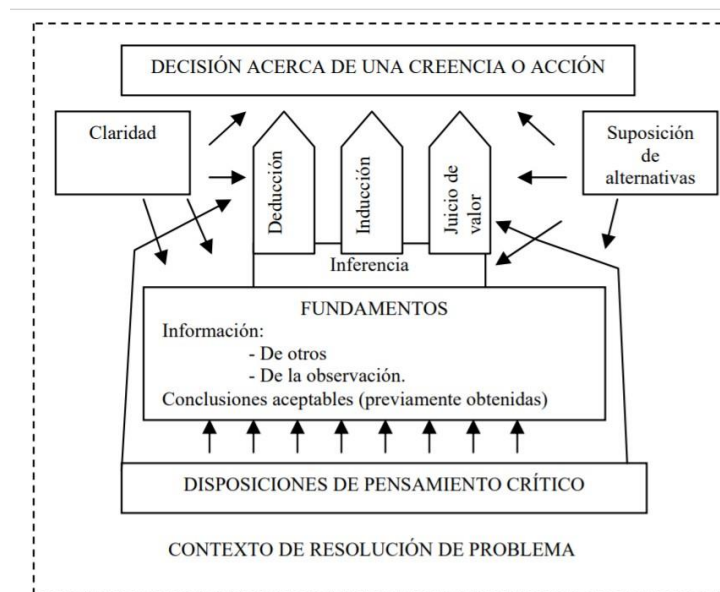 DECISIÓN ACERCA DE UNA CREENCIA O ACCIÓN
Claridad
Deducción
Inducción
Juicio de
valor
Suposición
de
alternativas
Inferencia
FUNDAMENTOS
Información:
- De otros
- De la observación.
Conclusiones aceptables (previamente obtenidas)
DISPOSICIONES DE PENSAMIENTO CRÍTICO
CONTEXTO DE RESOLUCIÓN DE PROBLEMA